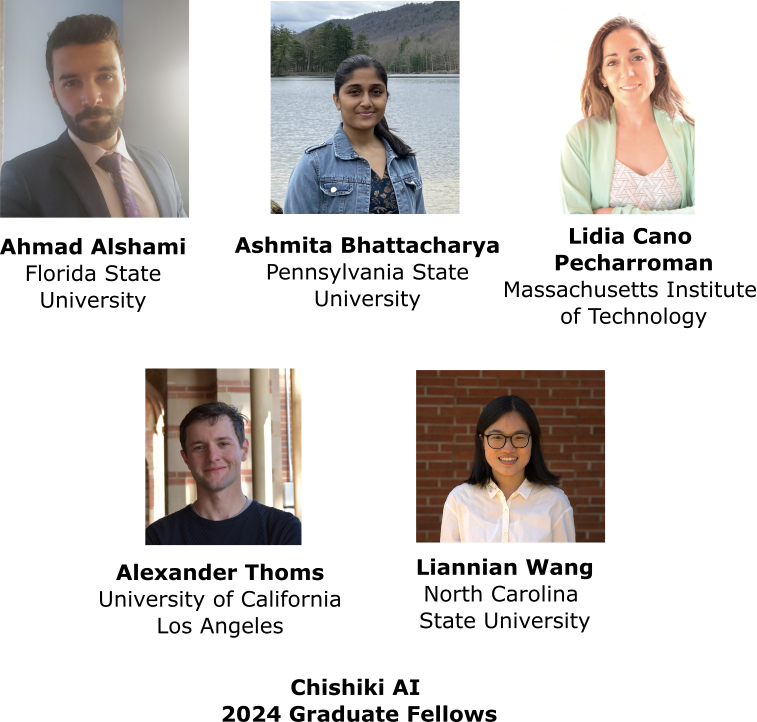 Ahmad Alshami
Florida State
University
Ashmita Bhattacharya
Pennsylvania State
University
Lidia Cano
Pecharroman
Massachusetts Institute
of Technology
Alexander Thoms
University of California
Los Angeles
Liannian Wang
North Carolina
State University
Chishiki AI
2024 Graduate Fellows